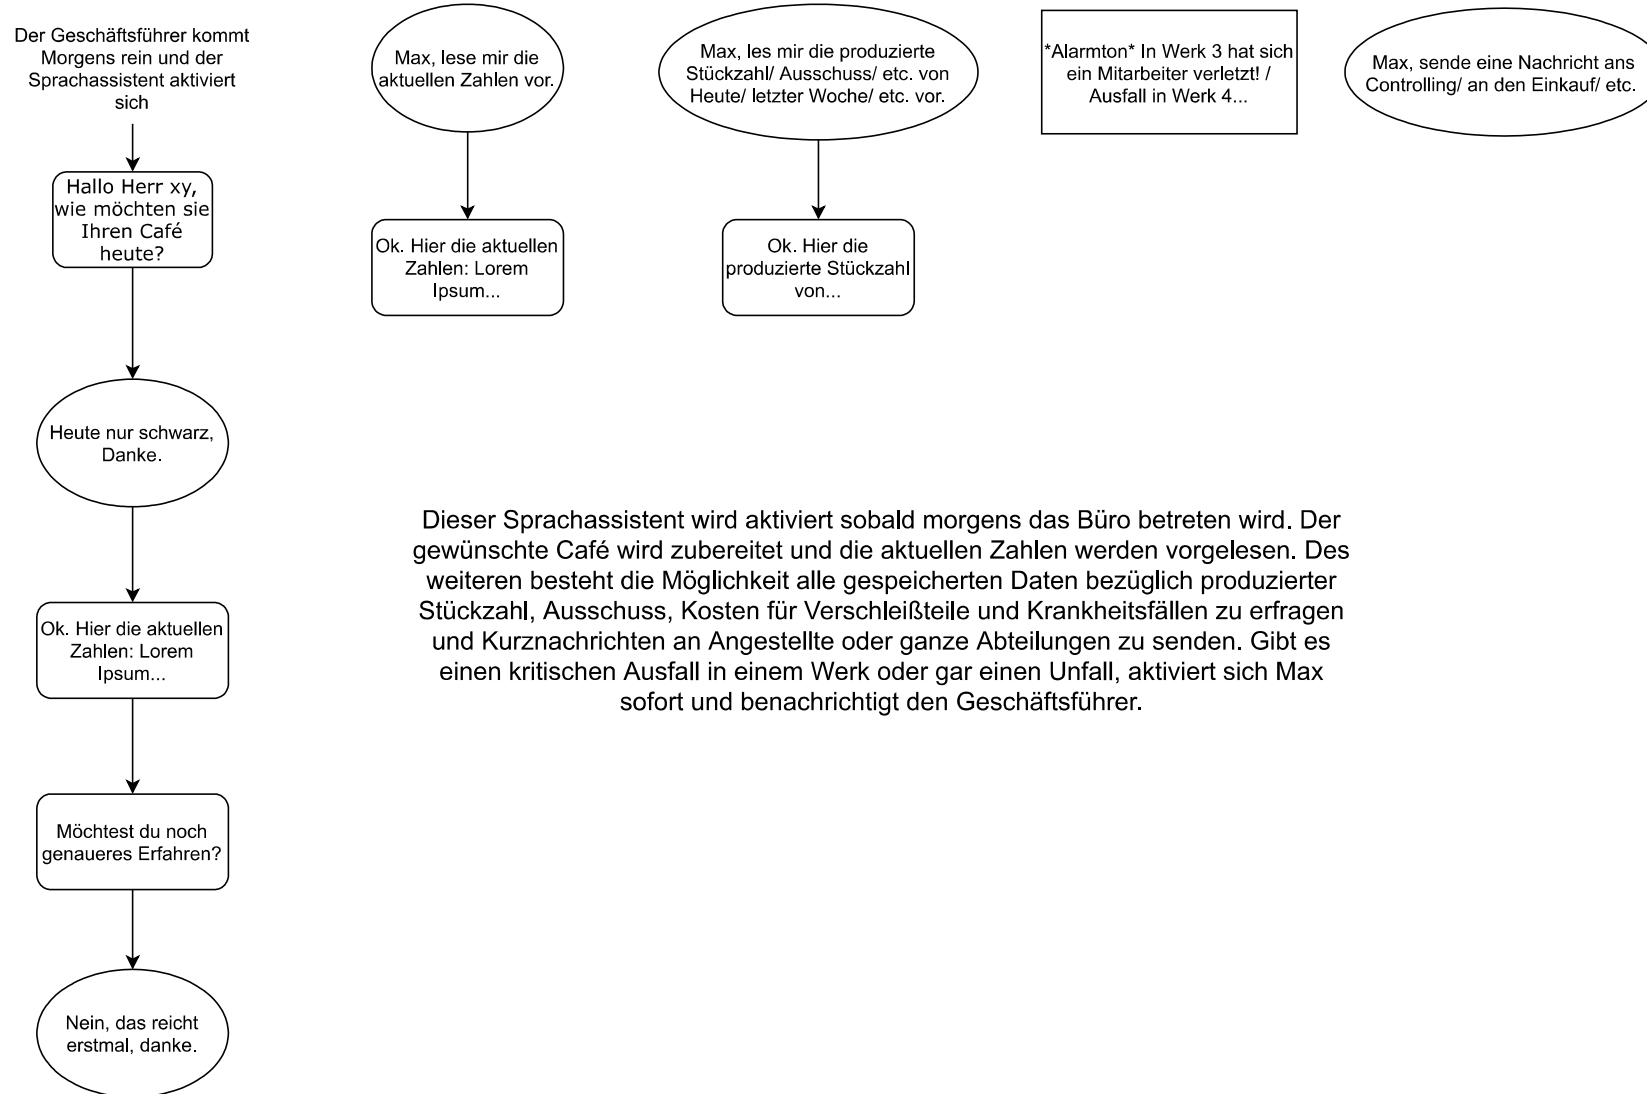 Der Geschäftsführer kommt
Morgens rein und der
Sprachassistent aktiviert
sich
Hallo Herr xy,
wie möchten sie
Ihren Café
heute?
Heute nur schwarz,
Danke.
Ok. Hier die aktuellen
Zahlen: Lorem
Ipsum...
Möchtest du noch
genaueres Erfahren?
Nein, das reicht
erstmal, danke.
Max, lese mir die
aktuellen Zahlen vor.
Ok. Hier die aktuellen
Zahlen: Lorem
Ipsum...
Max, les mir die produzierte
Stückzahl/ Ausschuss/ etc. von
Heute/ letzter Woche/ etc. vor.
Ok. Hier die
produzierte Stückzahl
von...
*Alarmton* In Werk 3 hat sich
ein Mitarbeiter verletzt! /
Ausfall in Werk 4...
Max, sende eine Nachricht ans
Controlling/ an den Einkauf/ etc.
Dieser Sprachassistent wird aktiviert sobald morgens das Büro betreten wird. Der
gewünschte Café wird zubereitet und die aktuellen Zahlen werden vorgelesen. Des
weiteren besteht die Möglichkeit alle gespeicherten Daten bezüglich produzierter
Stückzahl, Ausschuss, Kosten für Verschleißteile und Krankheitsfällen zu erfragen
und Kurznachrichten an Angestellte oder ganze Abteilungen zu senden. Gibt es
einen kritischen Ausfall in einem Werk oder gar einen Unfall, aktiviert sich Max
sofort und benachrichtigt den Geschäftsführer.